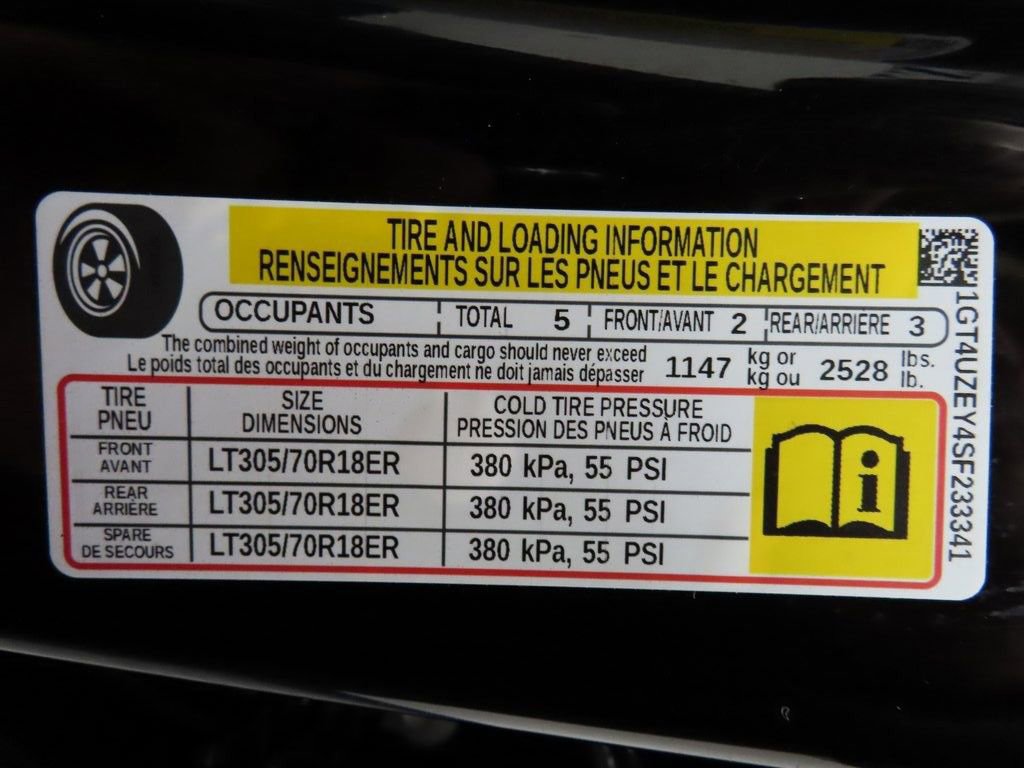 TIRE AND LOADING INFORMATION
RENSEIGNEMENTS SUR LES PNEUS ET LE CHARGEMENT
OCCUPANTS TOTAL 5 FRONT/AVANT 2 REAR/ARRIÈRE 3
The combined weight of occupants and cargo should never exceed 1147 kg or 2528 lbs.
Le poids total des occupants et du chargement ne doit jamais dépasser kg ou lb.
TIRE SIZE COLD TIRE PRESSURE
PNEU DIMENSIONS PRESSION DES PNEUS À FROID
FRONT
AVANT LT305/70R18ER 380 kPa, 55 PSI
REAR
ARRIÈRE LT305/70R18ER 380 kPa, 55 PSI
SPARE
DE SECOURS LT305/70R18ER 380 kPa, 55 PSI
1GT4UZEY4SF233341